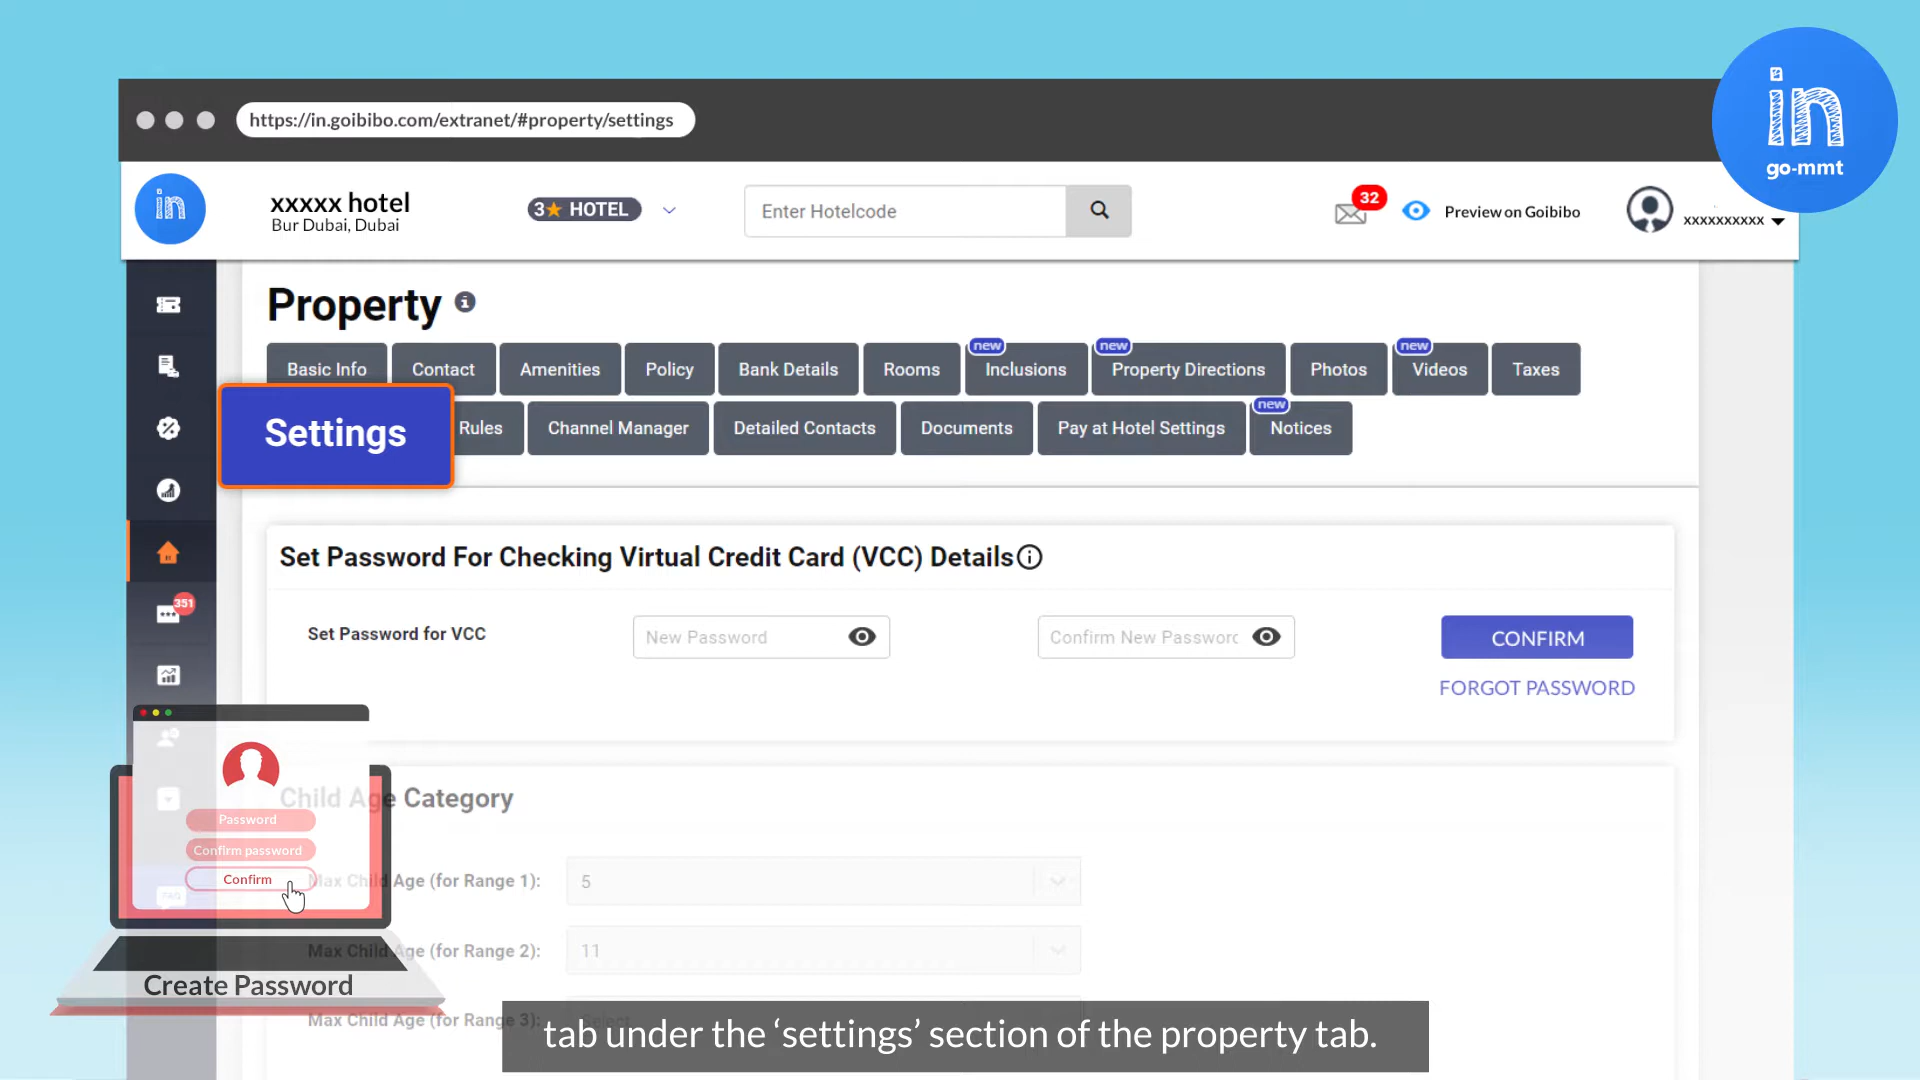 https://in.goibibo.com/extranet/#property/settings
in
go-mmt
in
xxxxx hotel
Bur Dubai, Dubai
3★ HOTEL
Enter Hotelcode
32
Preview on Goibibo
xxxxxxxxxx
Property
Basic Info
Contact
Amenities
Policy
Bank Details
Rooms
new
Inclusions
new
Property Directions
Photos
new
Videos
Taxes
Settings
Rules
Channel Manager
Detailed Contacts
Documents
Pay at Hotel Settings
new
Notices
Set Password For Checking Virtual Credit Card (VCC) Details
351
Set Password for VCC
New Password
Confirm New Passworc
CONFIRM
FORGOT PASSWORD
Child Age Category
Password
Confirm password
Confirm
FAQ
Max Child Age (for Range 1):
5
Max Child Age (for Range 2):
11
Create Password
Max Child Age (for Range 3):
Select
tab under the ‘settings’ section of the property tab.